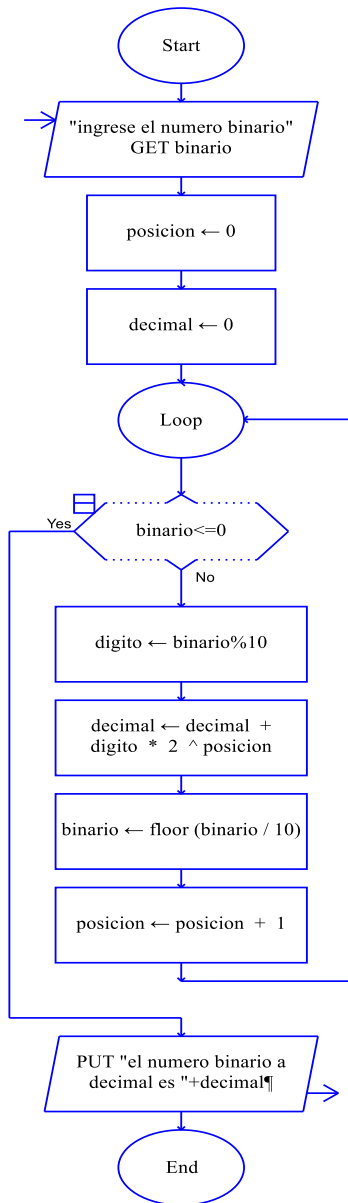 Start
"ingrese el numero binario"
GET binario
posicion ← 0
decimal ← 0
Loop
binario<=0
Yes
No
digito ← binario%10
decimal ← decimal +
digito * 2 ^ posicion
binario ← floor (binario / 10)
posicion ← posicion + 1
PUT "el numero binario a
decimal es "+decimal¶
End